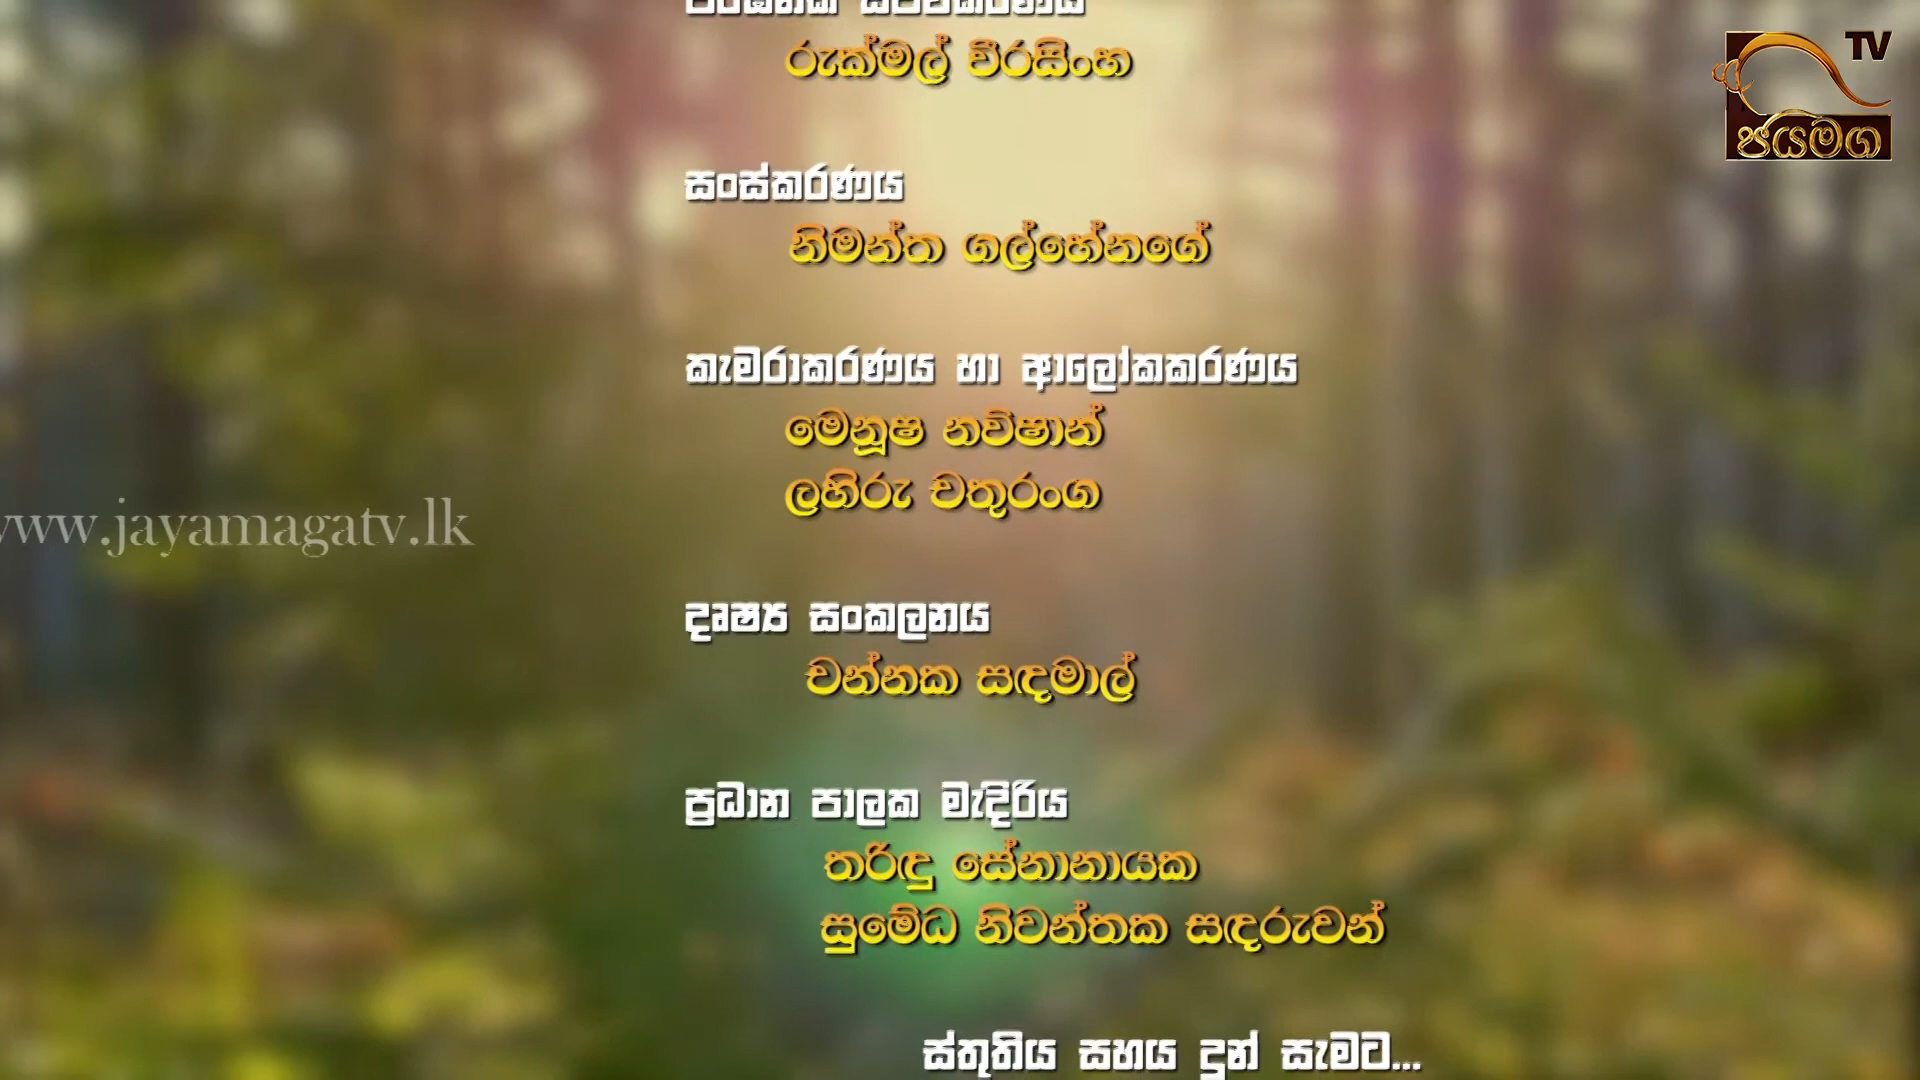 රුක්මල් වීරසිංහ
TV
ජයමග
සංස්කරණය
නිමන්ත ගල්හේනගේ
කැමරාකරණය හා ආලෝකකරණය
මෙනූෂ නවිෂාන්
ලහිරු චතුරංග
www.jayamagatv.lk
දෘෂ්‍ය සංකලනය
චන්නක සඳමාල්
ප්‍රධාන පාලක මැදිරිය
තරිඳු සේනානායක
සුමේධ නිවන්තක සඳරුවන්
ස්තූතිය සහය දුන් සැමට...